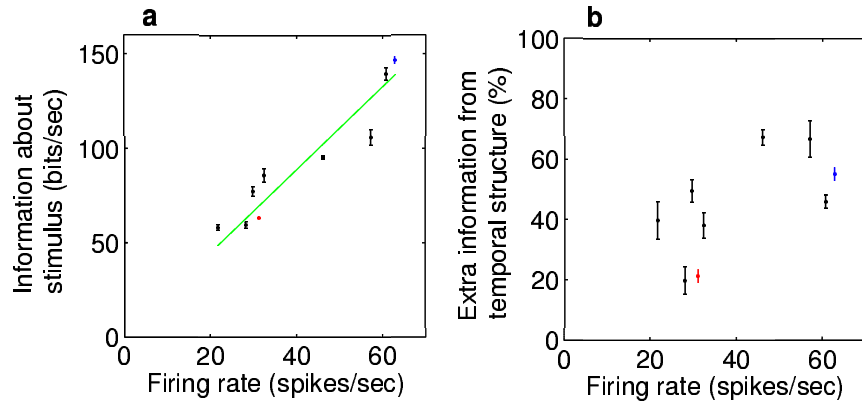 a
Information about
stimulus (bits/sec)
150
100
50
0
0 20 40 60
Firing rate (spikes/sec)
b
Extra information from
temporal structure (%)
100
80
60
40
20
0
0 20 40 60
Firing rate (spikes/sec)